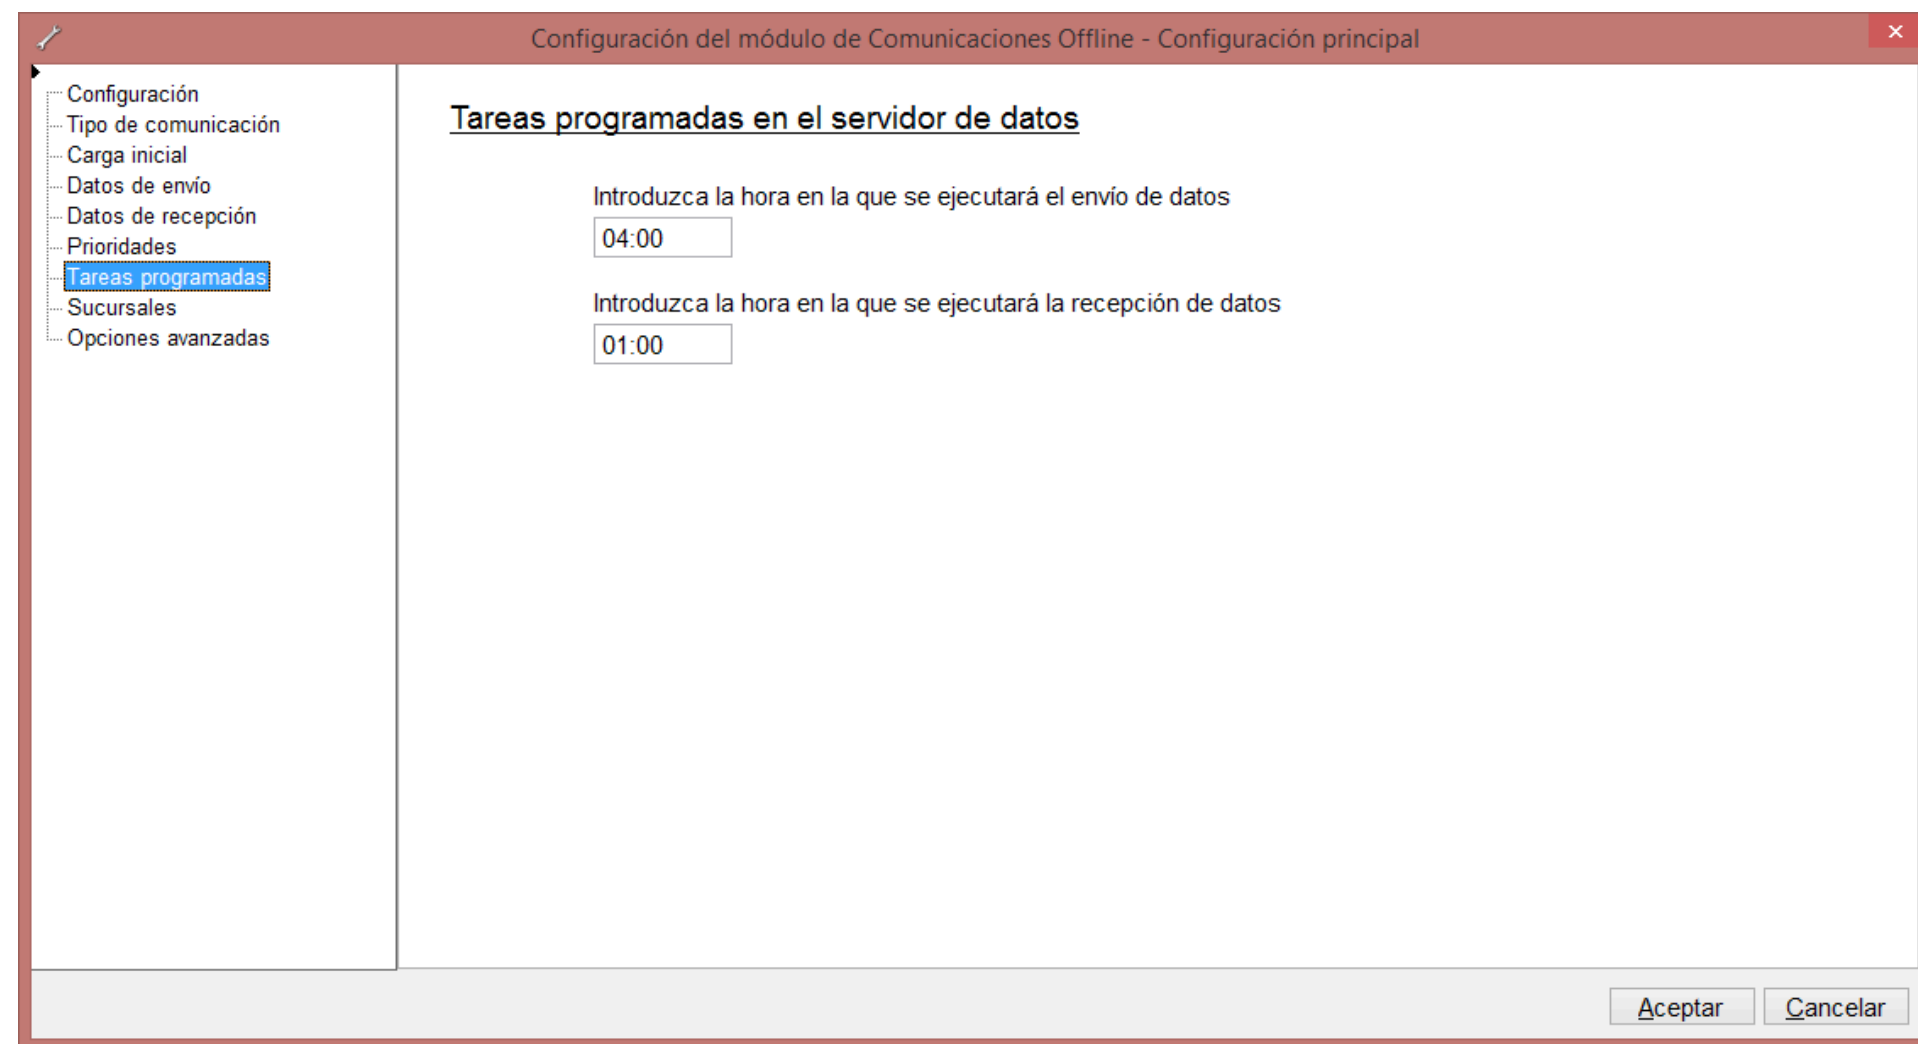 Configuración del módulo de Comunicaciones Offline - Configuración principal
Configuración
Tipo de comunicación
Carga inicial
Datos de envío
Datos de recepción
Prioridades
Tareas programadas
Sucursales
Opciones avanzadas
Tareas programadas en el servidor de datos
Introduzca la hora en la que se ejecutará el envío de datos
04:00
Introduzca la hora en la que se ejecutará la recepción de datos
01:00
Aceptar
Cancelar